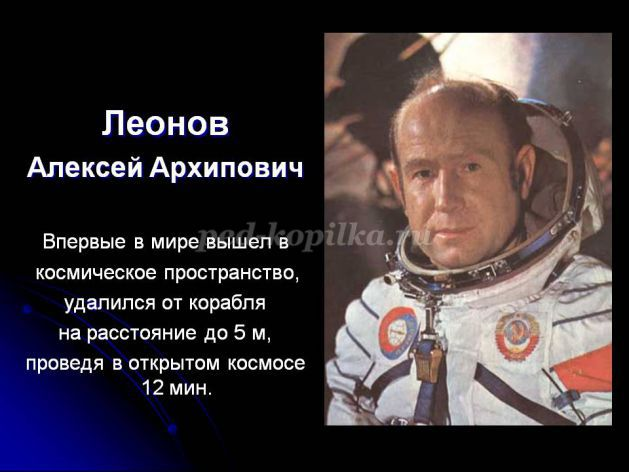 Леонов
Алексей Архипович
Впервые в мире вышел в
космическое пространство,
удалился от корабля
на расстояние до 5 м,
проведя в открытом космосе
12 мин.
ped-kopilka.ru